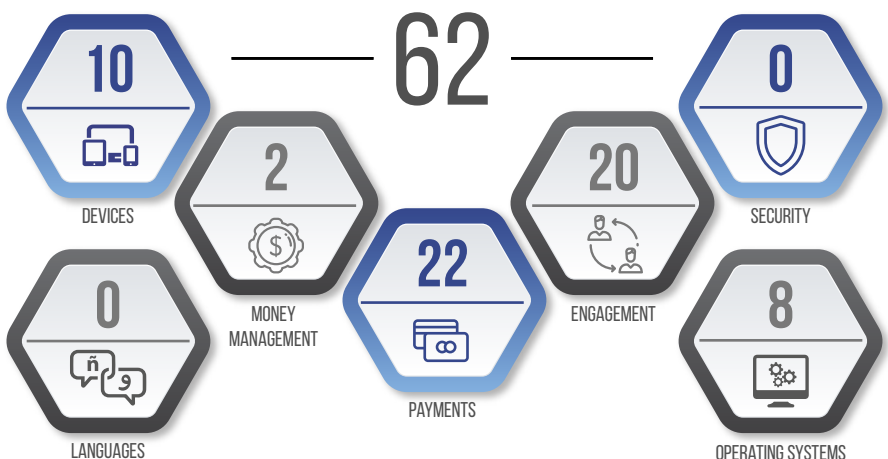 62
10
DEVICES
2
MONEY
MANAGEMENT
22
PAYMENTS
20
ENGAGEMENT
0
SECURITY
0
ñ
و
LANGUAGES
8
OPERATING SYSTEMS
$